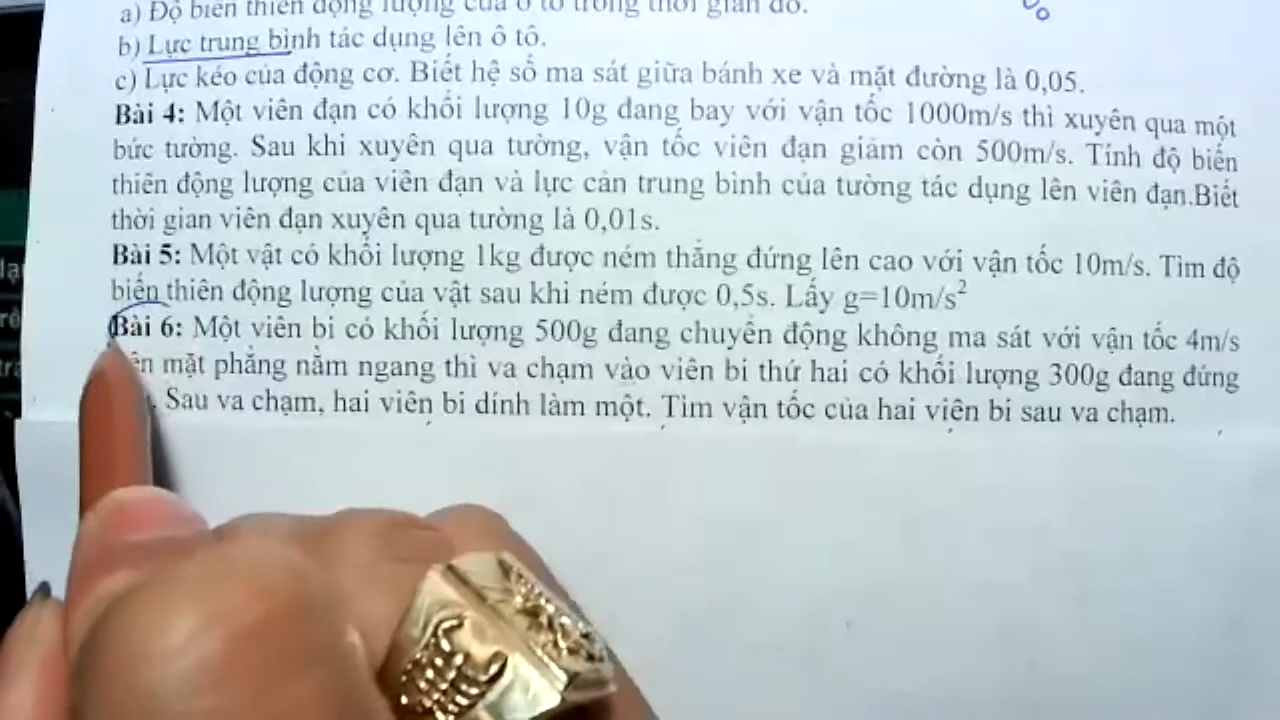 a) Độ biến thiên động lượng của ô tô trong thời gian đó.
b) Lực trung bình tác dụng lên ô tô.
c) Lực kéo của động cơ. Biết hệ số ma sát giữa bánh xe và mặt đường là 0,05.
Bài 4: Một viên đạn có khối lượng 10g đang bay với vận tốc 1000m/s thì xuyên qua một
bức tường. Sau khi xuyên qua tường, vận tốc viên đạn giảm còn 500m/s. Tính độ biến
thiên động lượng của viên đạn và lực cản trung bình của tường tác dụng lên viên đạn.Biết
thời gian viên đạn xuyên qua tường là 0,01s.
Bài 5: Một vật có khối lượng 1kg được ném thẳng đứng lên cao với vận tốc 10m/s. Tìm độ
biến thiên động lượng của vật sau khi ném được 0,5s. Lấy g=10m/s²
Bài 6: Một viên bi có khối lượng 500g đang chuyển động không ma sát với vận tốc 4m/s
mặt phẳng nằm ngang thì va chạm vào viên bi thứ hai có khối lượng 300g đang đứng
Sau va chạm, hai viên bi dính làm một. Tìm vận tốc của hai viên bi sau va chạm.